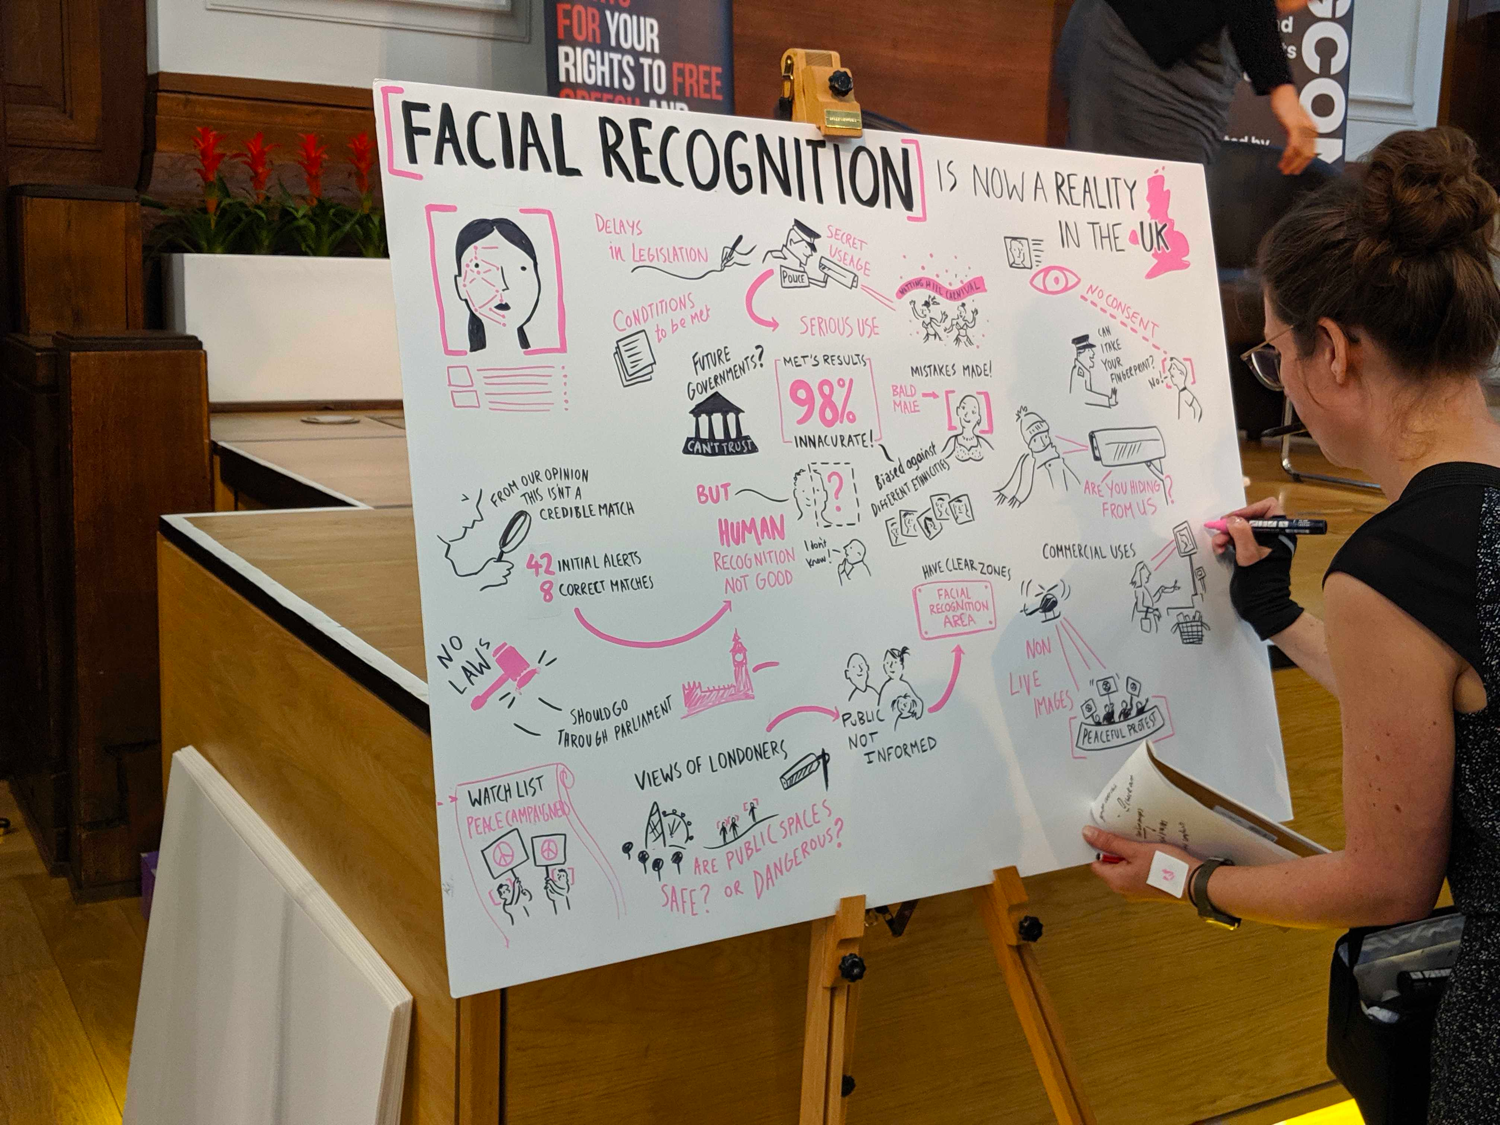 FOR YOUR
RIGHTS TO FREE
SPEECH AND
FACIAL RECOGNITION
IS NOW A REALITY
IN THE UK
DELAYS
in LEGISLATION
CONDITIONS
to be met
POLICE
SECRET
USEAGE
NOTTING HILL CARNIVAL
SERIOUS USE
NO CONSENT
CAN
I TAKE
YOUR
FINGERPRINT?
No!
FUTURE
GOVERNMENTS?
CAN'T TRUST
MET'S RESULTS
98%
INNACURATE!
MISTAKES MADE!
BALD
MALE
Biased against
DIFFERENT ETHNICITIES
ARE YOU HIDING
FROM US ?
FROM OUR OPINION
THIS ISN'T A
CREDIBLE MATCH
42 INITIAL ALERTS
8 CORRECT MATCHES
BUT
HUMAN
RECOGNITION
NOT GOOD
?
I don't
know!
HAVE CLEAR ZONES
FACIAL
RECOGNITION
AREA
COMMERCIAL USES
NON
LIVE
IMAGES
PEACEFUL PROTEST
NO
LAWS
SHOULD GO
THROUGH PARLIAMENT
PUBLIC
NOT
INFORMED
WATCH LIST
PEACE CAMPAIGNERS
VIEWS OF LONDONERS
ARE PUBLIC SPACES
SAFE? OR DANGEROUS?